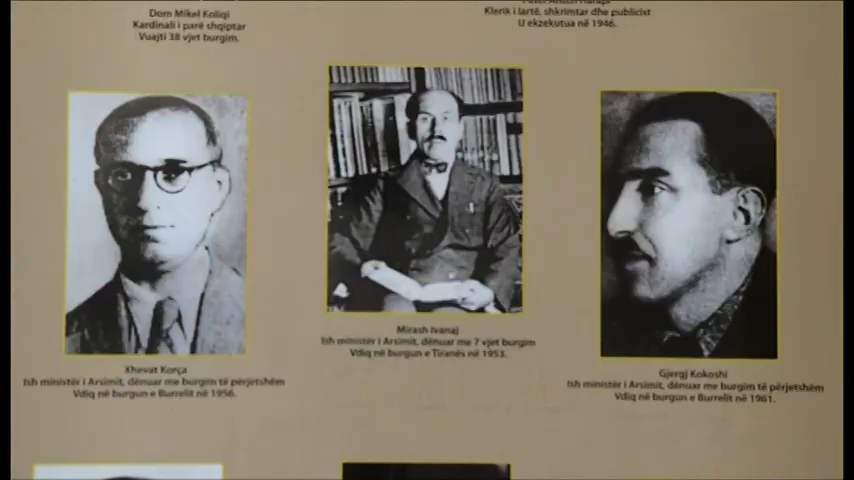 Dom Mikel Koliqi
Kardinali i parë shqiptar
Vuajti 38 vjet burgim.
Klerik i lartë, shkrimtar dhe publicist
U ekzekutua në 1946.
Xhevat Korça
Ish ministër i Arsimit, dënuar me burgim të përjetshëm
Vdiq në burgun e Burrelit në 1956.
Mirash Ivanaj
Ish ministër i Arsimit, dënuar me 7 vjet burgim
Vdiq në burgun e Tiranës në 1953.
Gjergj Kokoshi
Ish ministër i Arsimit, dënuar me burgim të përjetshëm
Vdiq në burgun e Burrelit në 1961.